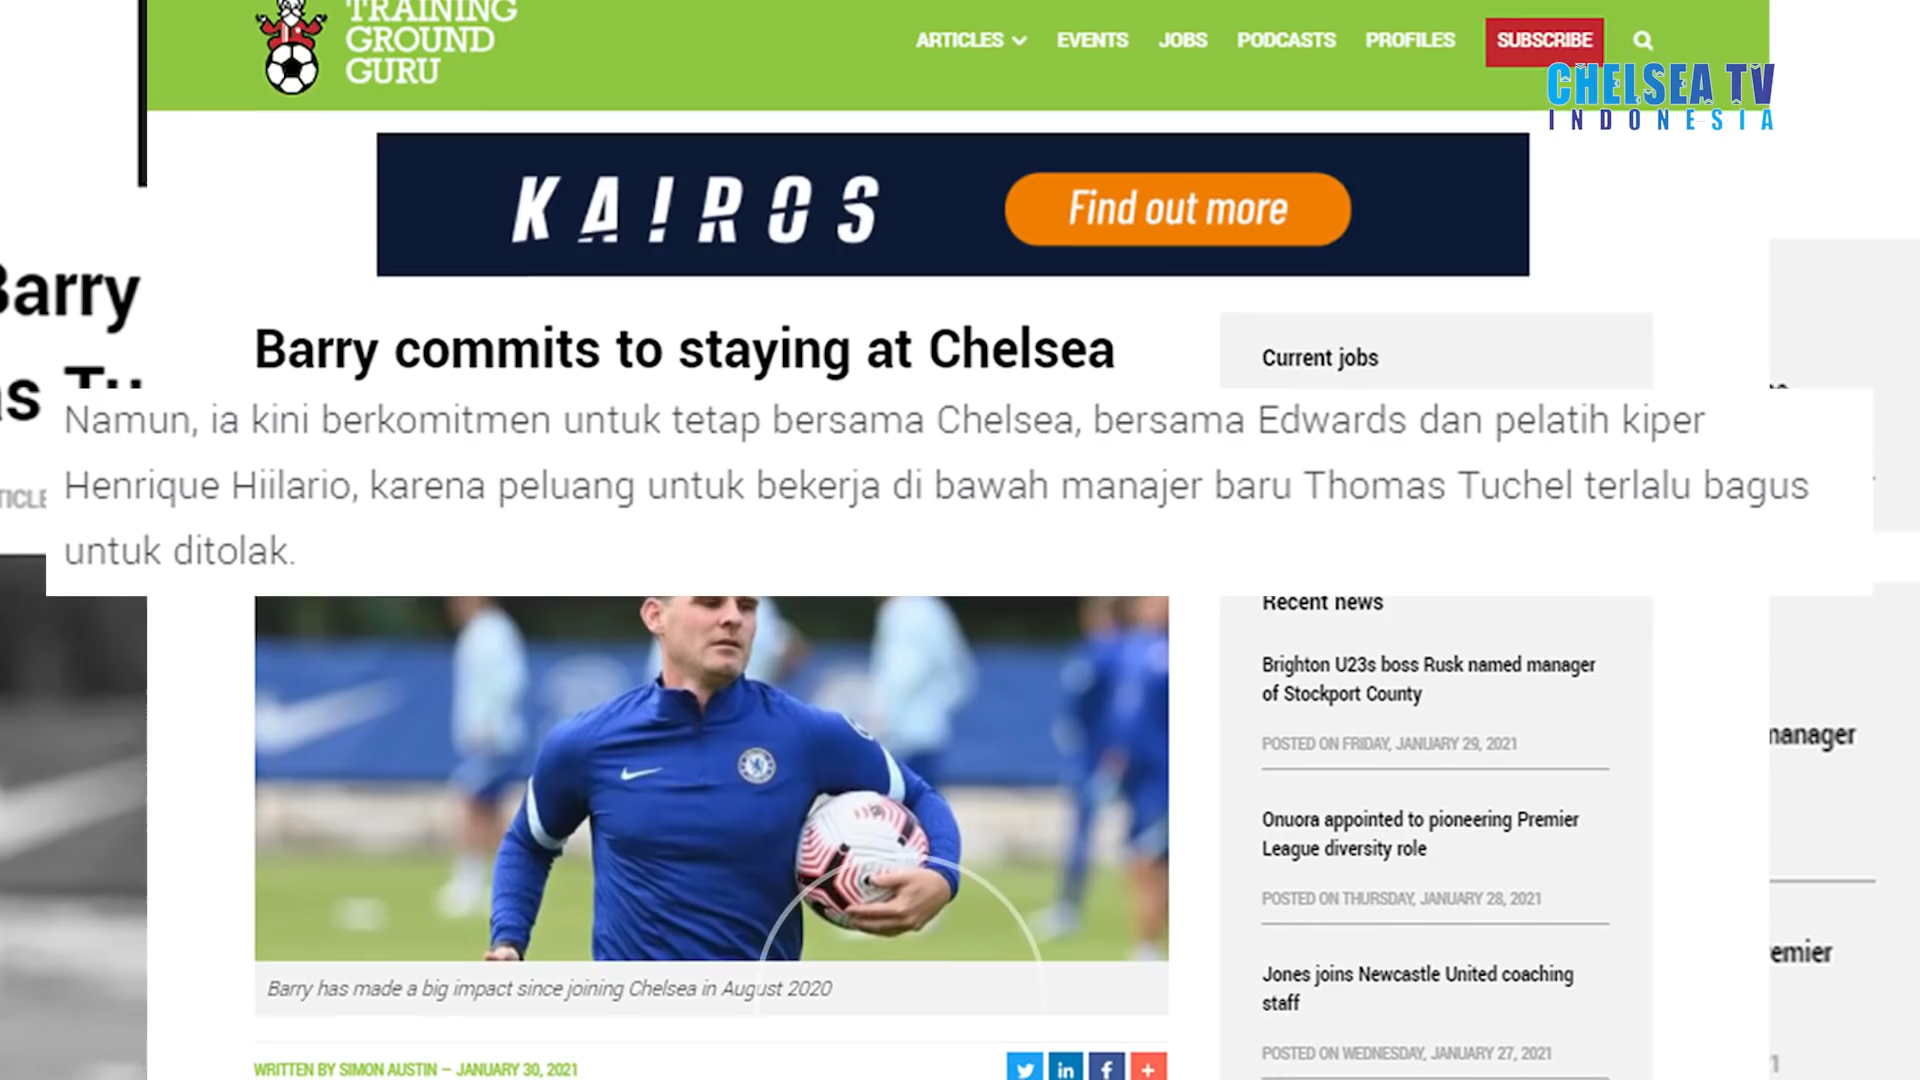 TRAINING
GROUND
GURU
ARTICLES
EVENTS
JOBS
PODCASTS
PROFILES
SUBSCRIBE
CHELSEA TV
INDONESIA
KAIROS
Find out more
Barry
Barry commits to staying at Chelsea
Current jobs
Namun, ia kini berkomitmen untuk tetap bersama Chelsea, bersama Edwards dan pelatih kiper
Henrique Hiilario, karena peluang untuk bekerja di bawah manajer baru Thomas Tuchel terlalu bagus
untuk ditolak.
Recent news
Brighton U23s boss Rusk named manager
of Stockport County
POSTED ON FRIDAY, JANUARY 29, 2021
manager
Onuora appointed to pioneering Premier
League diversity role
POSTED ON THURSDAY, JANUARY 28, 2021
emier
Jones joins Newcastle United coaching
staff
POSTED ON WEDNESDAY, JANUARY 27, 2021
Barry has made a big impact since joining Chelsea in August 2020
WRITTEN BY SIMON AUSTIN – JANUARY 30, 2021